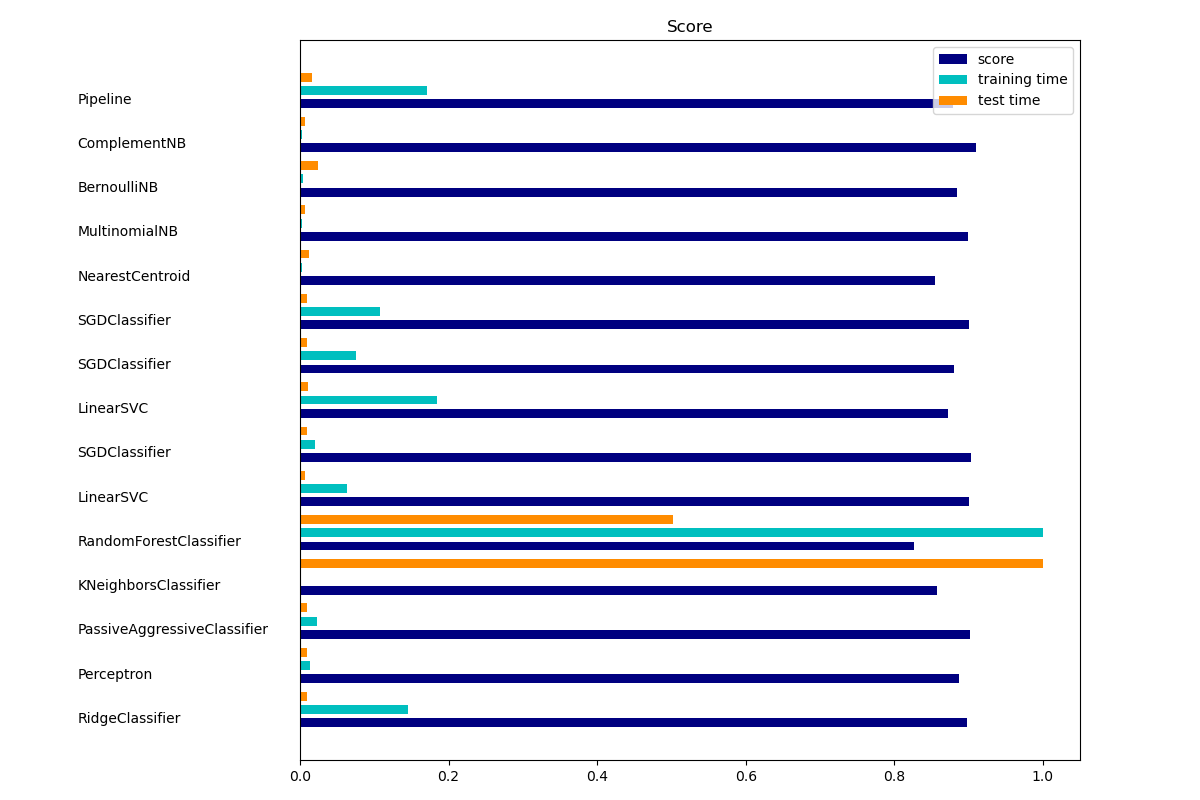 Score
score
training time
test time
Pipeline
ComplementNB
BernoulliNB
MultinomialNB
NearestCentroid
SGDClassifier
SGDClassifier
LinearSVC
SGDClassifier
LinearSVC
RandomForestClassifier
KNeighborsClassifier
PassiveAggressiveClassifier
Perceptron
RidgeClassifier
0.0 0.2 0.4 0.6 0.8 1.0